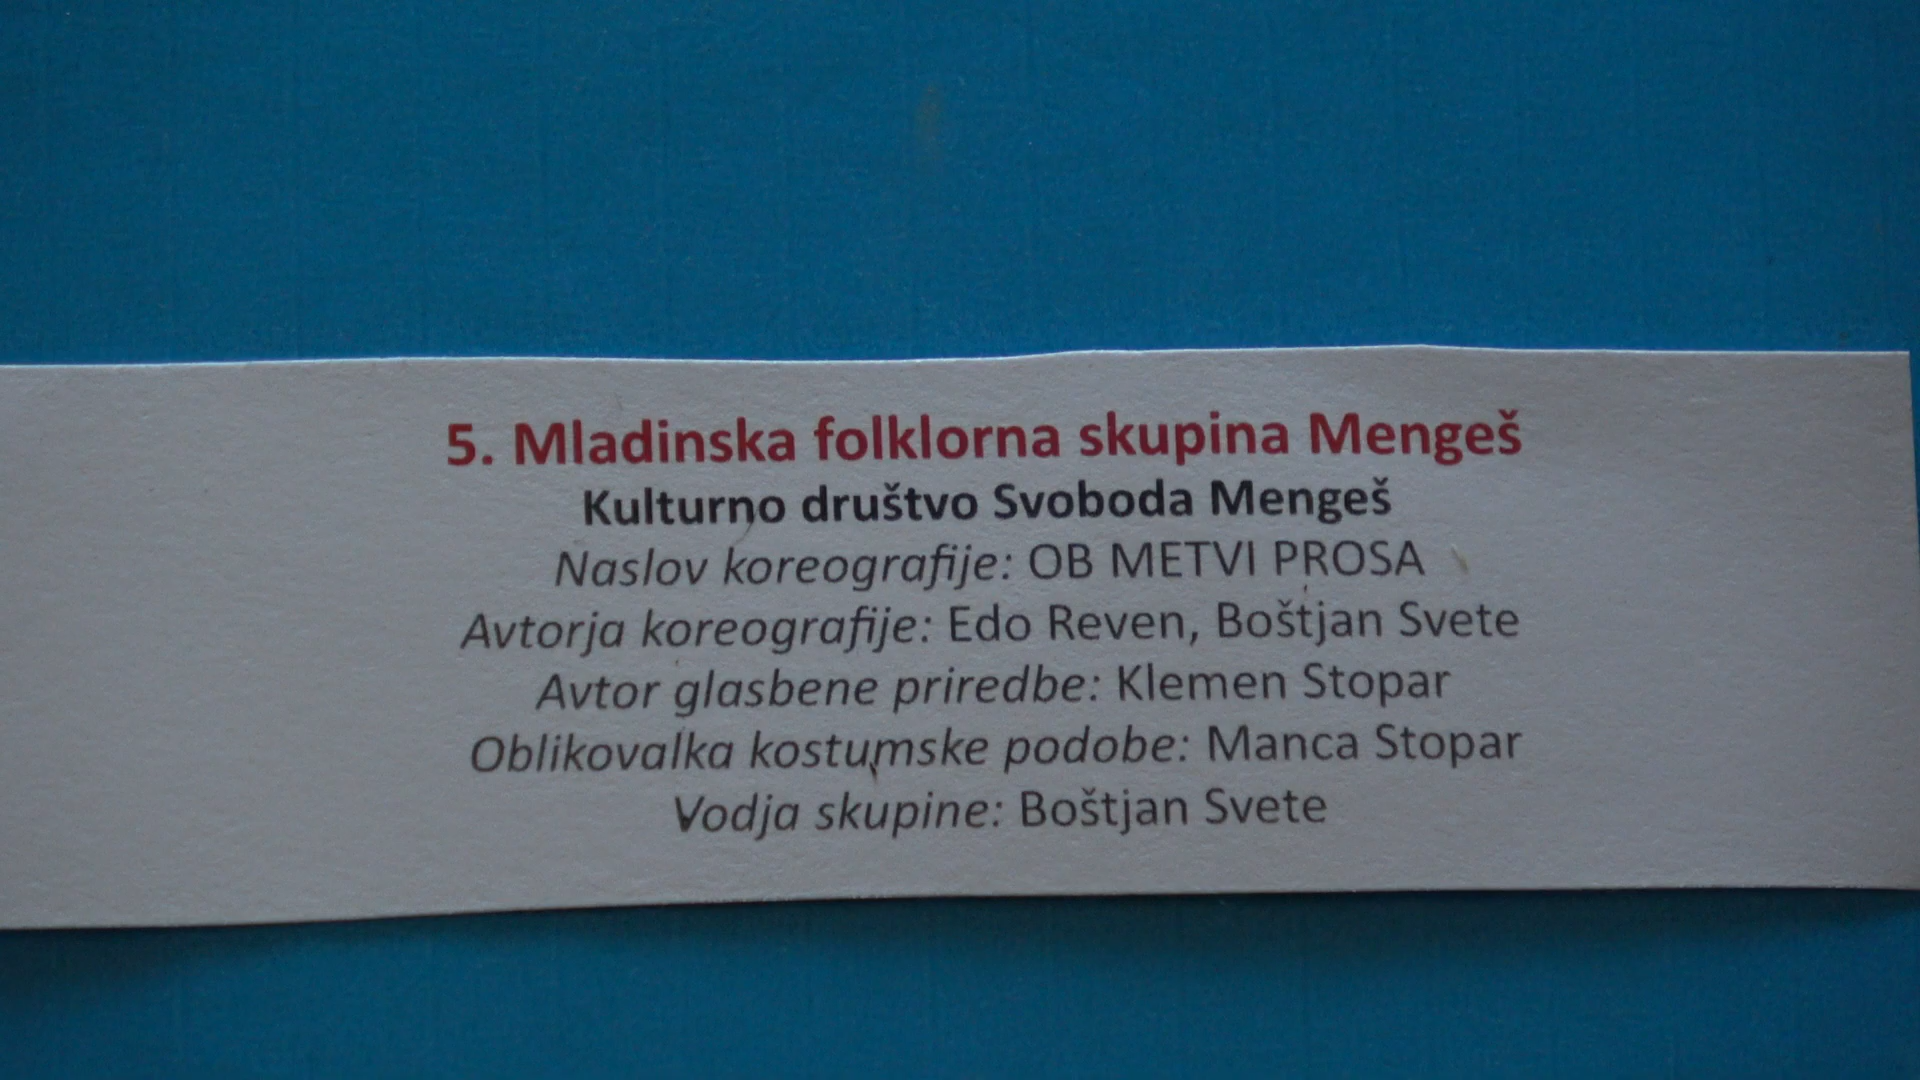 5. Mladinska folklorna skupina Mengeš
Kulturno društvo Svoboda Mengeš
Naslov koreografije: OB METVI PROSA
Avtorja koreografije: Edo Reven, Boštjan Svete
Avtor glasbene priredbe: Klemen Stopar
Oblikovalka kostumske podobe: Manca Stopar
Vodja skupine: Boštjan Svete